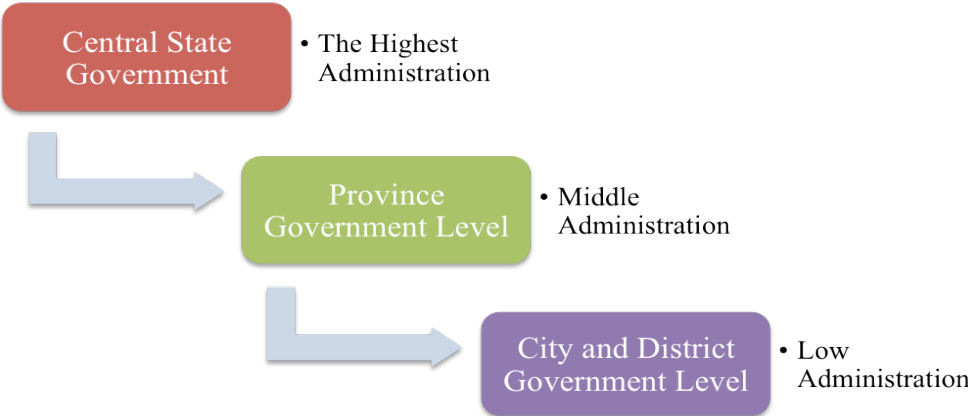 Central State
Government
• The Highest
Administration
Province
Government Level
• Middle
Administration
City and District
Government Level
• Low
Administration